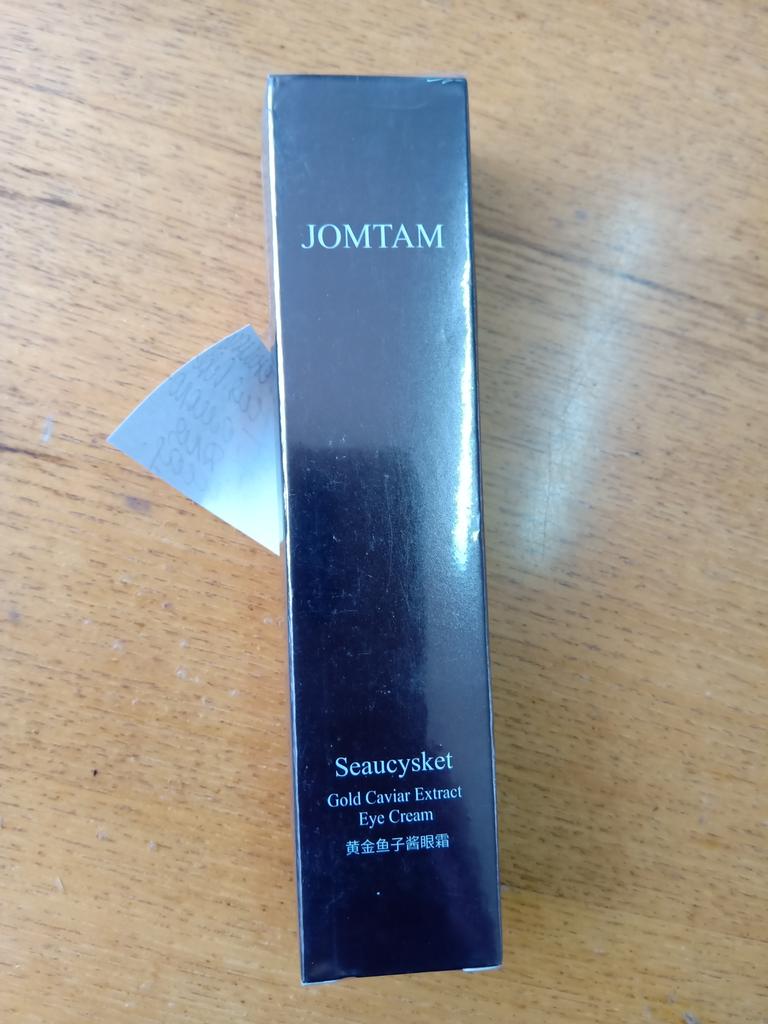 JOMTAM
Seaucysket
Gold Caviar Extract
Eye Cream
黄金鱼子酱眼霜